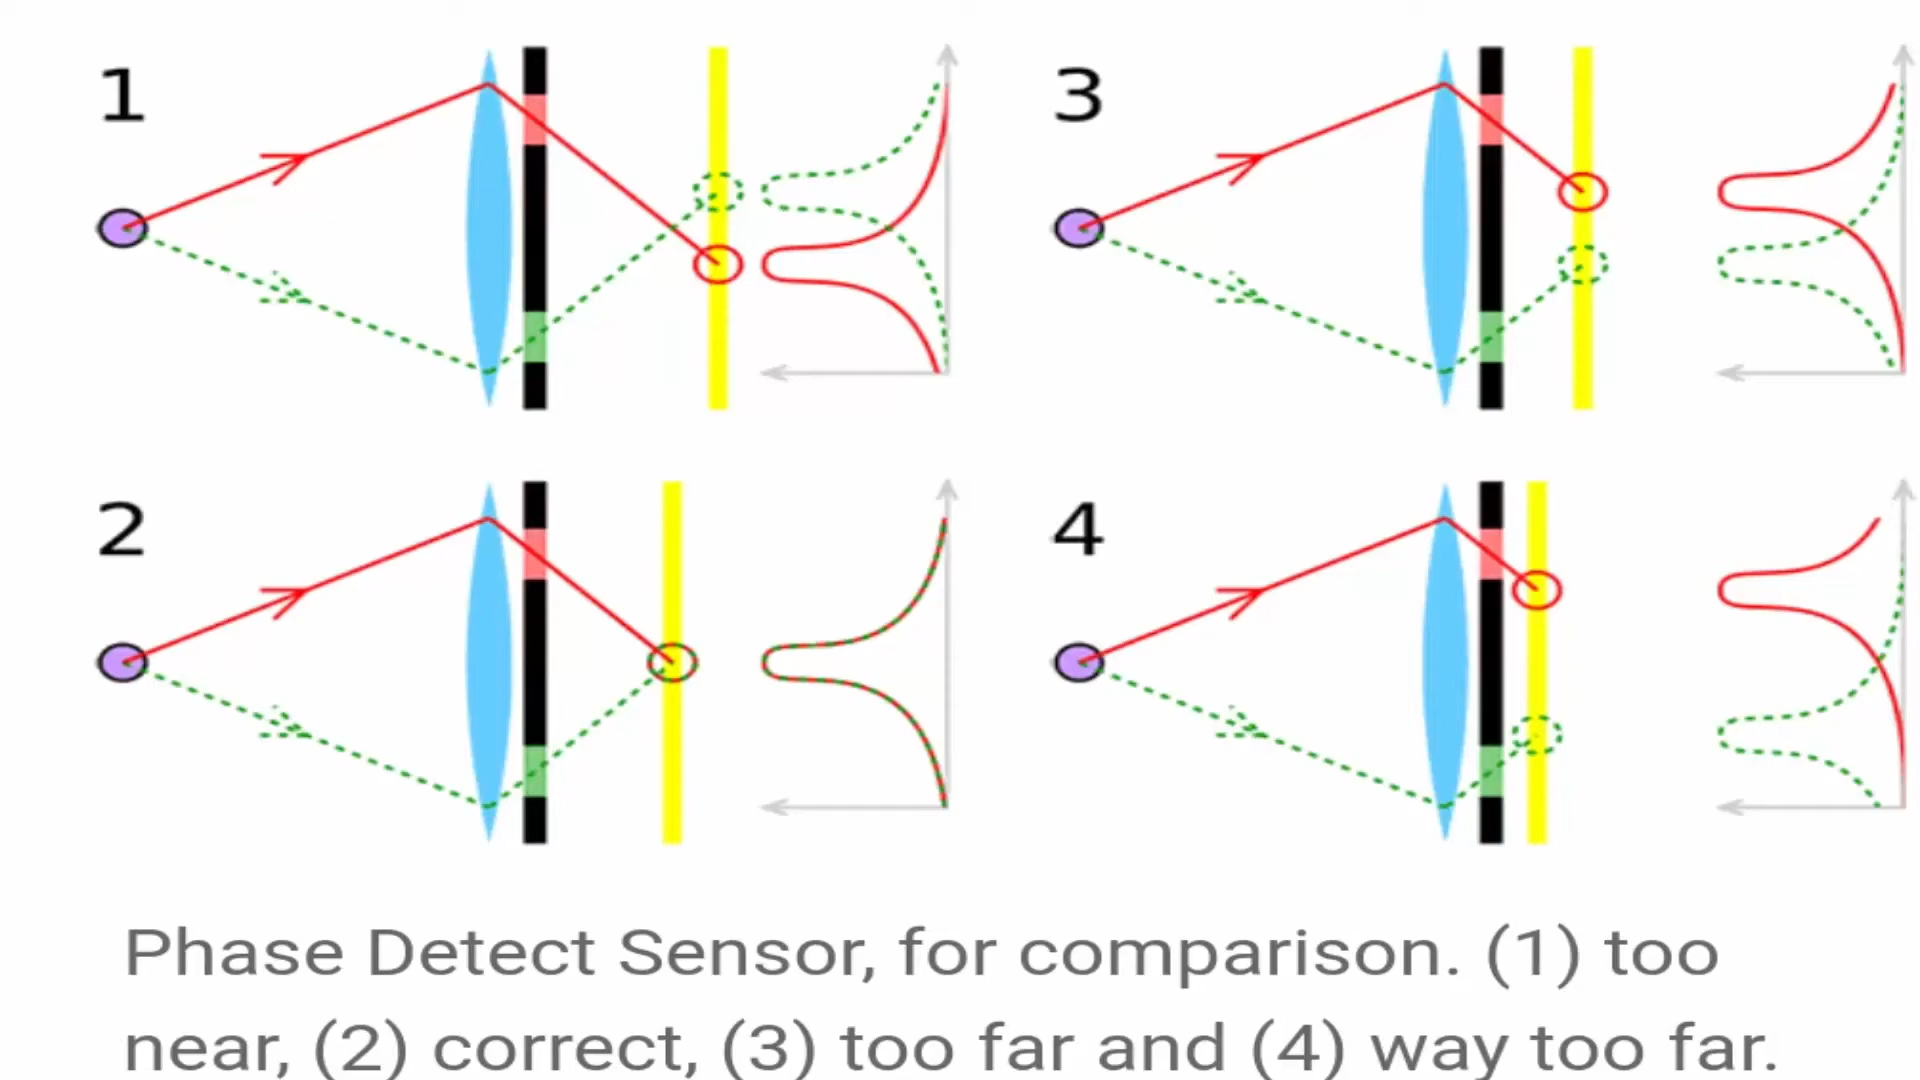 1
3
2
4
Phase Detect Sensor, for comparison. (1) too
near, (2) correct, (3) too far and (4) way too far.